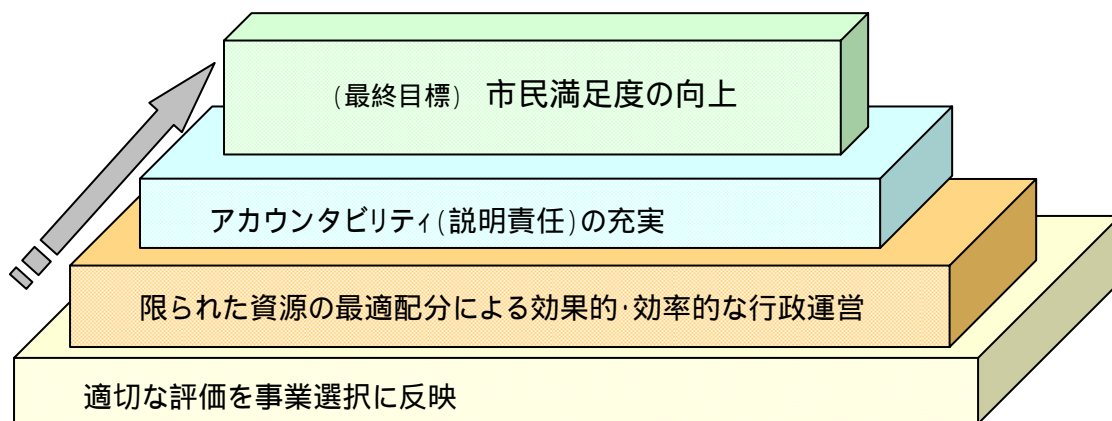 (最終目標) 市民満足度の向上
アカウンタビリティ(説明責任)の充実
限られた資源の最適配分による効果的･効率的な行政運営
適切な評価を事業選択に反映